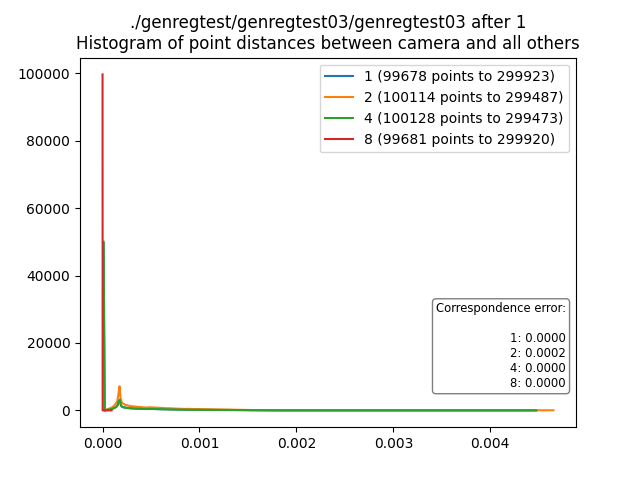 ./genregtest/genregtest03/genregtest03 after 1
Histogram of point distances between camera and all others
100000
80000
60000
40000
20000
0
1 (99678 points to 299923)
2 (100114 points to 299487)
4 (100128 points to 299473)
8 (99681 points to 299920)
Correspondence error:
1: 0.0000
2: 0.0002
4: 0.0000
8: 0.0000
0.000 0.001 0.002 0.003 0.004